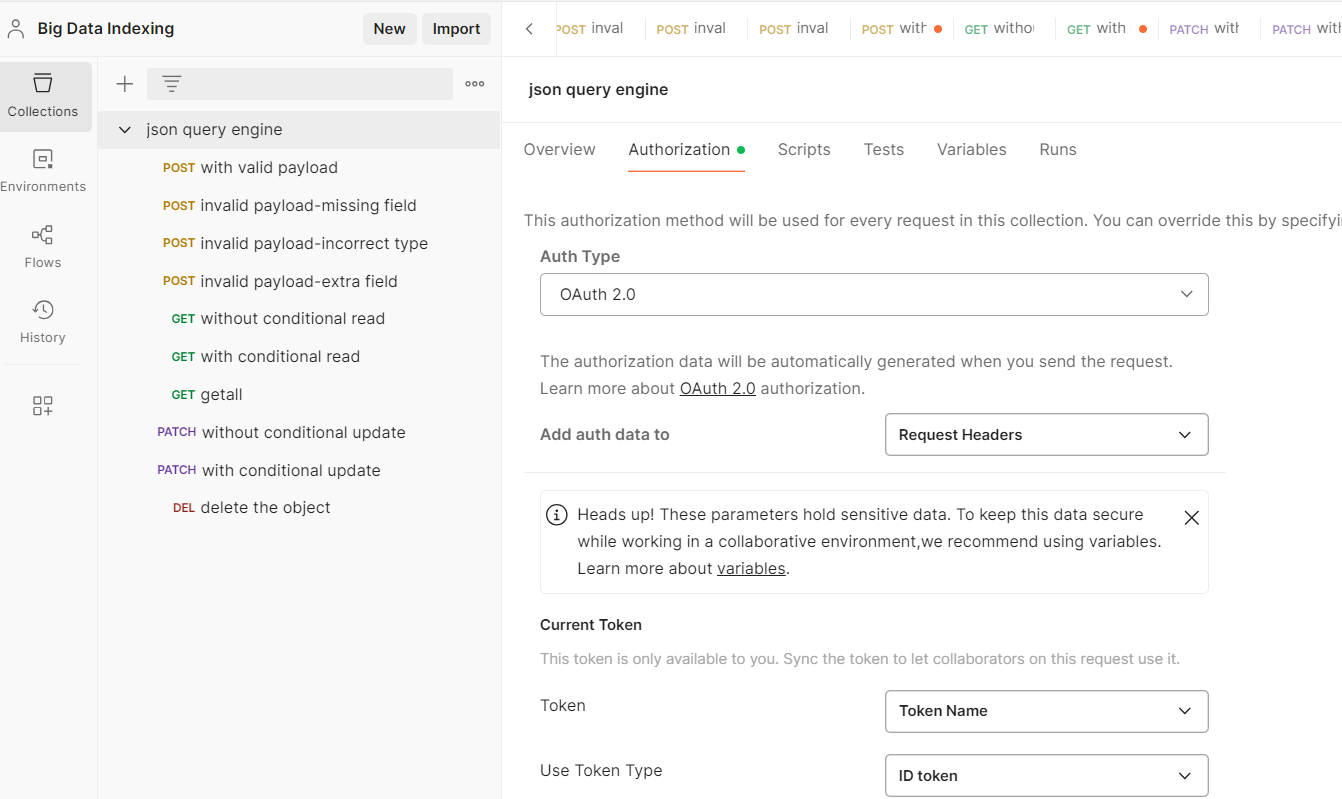 Big Data Indexing
New
Import
POST inval
POST inval
POST inval
POST with
GET witho
GET with
PATCH with
PATCH with
Collections
Environments
Flows
History
json query engine
POST with valid payload
POST invalid payload-missing field
POST invalid payload-incorrect type
POST invalid payload-extra field
GET without conditional read
GET with conditional read
GET getall
PATCH without conditional update
PATCH with conditional update
DEL delete the object
json query engine
Overview
Authorization
Scripts
Tests
Variables
Runs
This authorization method will be used for every request in this collection. You can override this by specifyi
Auth Type
OAuth 2.0
The authorization data will be automatically generated when you send the request.
Learn more about OAuth 2.0 authorization.
Add auth data to
Request Headers
Heads up! These parameters hold sensitive data. To keep this data secure
while working in a collaborative environment,we recommend using variables.
Learn more about variables.
Current Token
This token is only available to you. Sync the token to let collaborators on this request use it.
Token
Token Name
Use Token Type
ID token